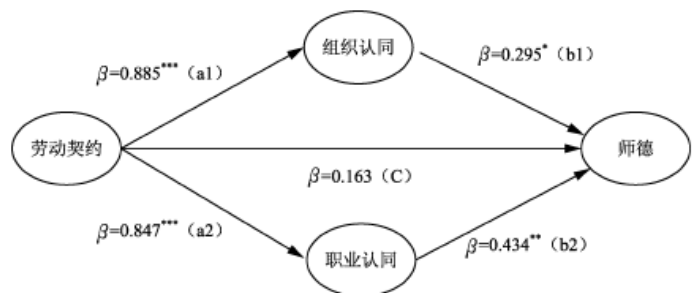 组织认同
β=0.885***（a1）
β=0.295*（b1）
劳动契约
师德
β=0.163（C）
β=0.847***（a2）
职业认同
β=0.434**（b2）